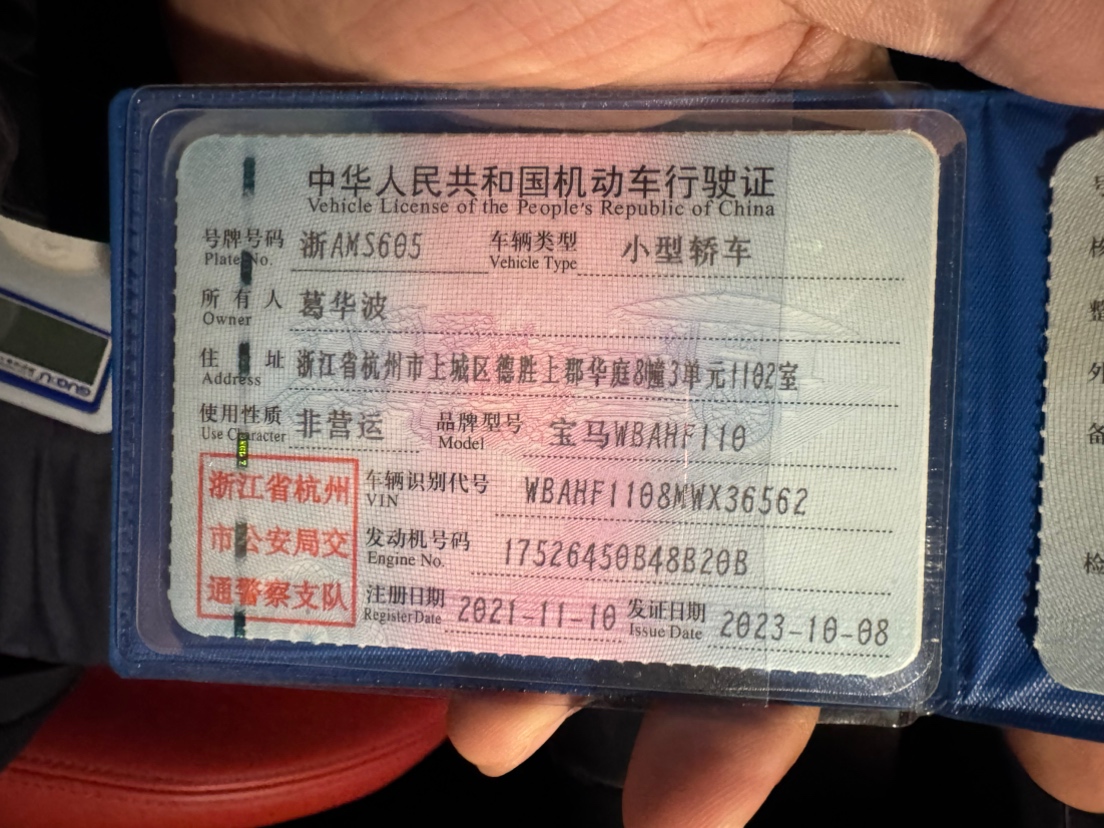 中华人民共和国机动车行驶证
Vehicle License of the People's Republic of China
号牌号码 浙AMS605 车辆类型 小型轿车
Plate No. Vehicle Type
所有人 葛华波
Owner
住址 浙江省杭州市上城区德胜上郡华庭8幢3单元1102室
Address
使用性质 非营运 品牌型号 宝马WBAHF110
Use Character Model
浙江省杭州
市公安局交
通警察支队
车辆识别代号 WBAHF1108MWX36562
VIN
发动机号码 17526450B48B20B
Engine No.
注册日期 2021-11-10 发证日期 2023-10-08
Register Date Issue Date
号
整
外
备
检